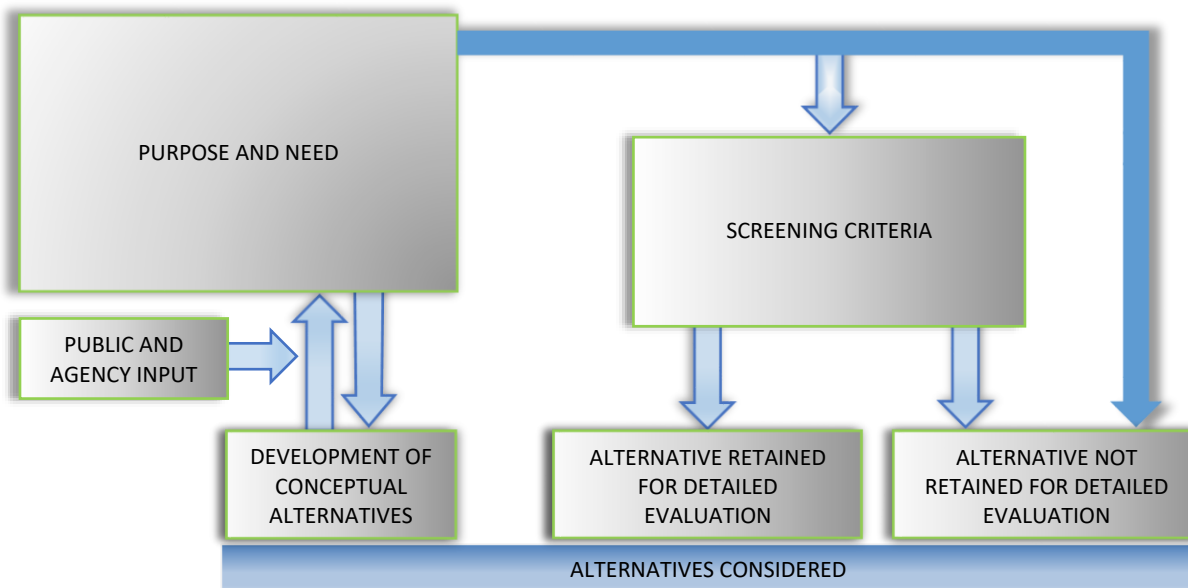 PURPOSE AND NEED
SCREENING CRITERIA
PUBLIC AND
AGENCY INPUT
DEVELOPMENT OF
CONCEPTUAL
ALTERNATIVES
ALTERNATIVE RETAINED
FOR DETAILED
EVALUATION
ALTERNATIVE NOT
RETAINED FOR DETAILED
EVALUATION
ALTERNATIVES CONSIDERED